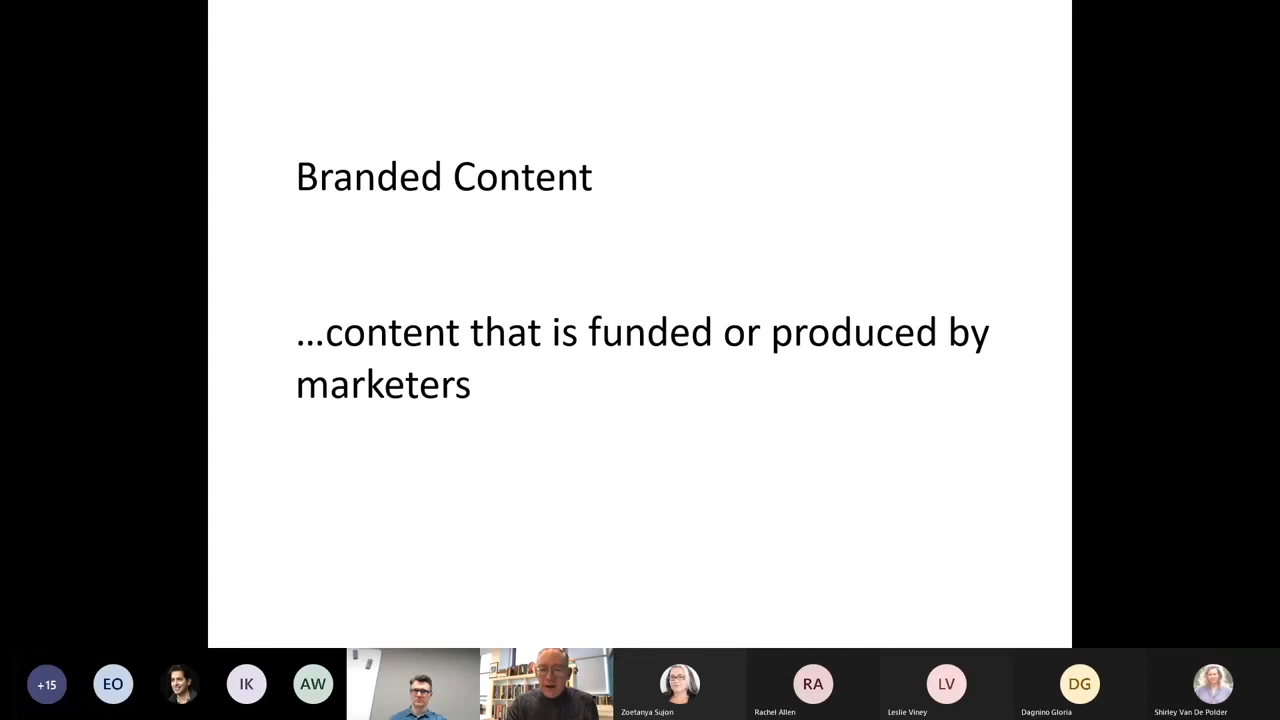 Branded Content
...content that is funded or produced by
marketers
+15
EO
IK
AW
RA
LV
DG
Zoetanya Sujon
Rachel Allen
Leslie Viney
Dagnino Gloria
Shirley Van De Polder